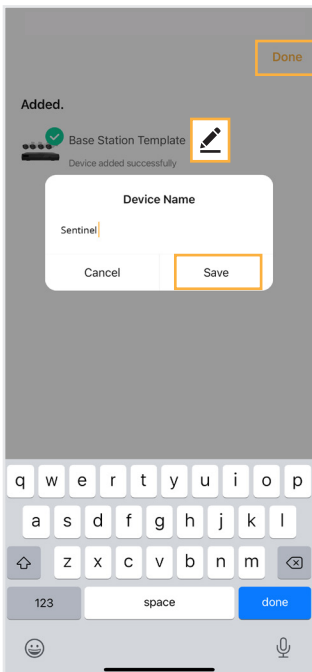 Done
Added.
Base Station Template
Device added successfully
Device Name
Sentinel
Cancel Save
q w e r t y u i o p
a s d f g h j k l
z x c v b n m
123 space done